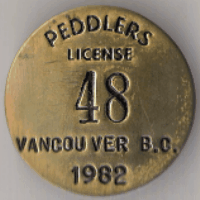 PEDDLERS
LICENSE
48
VANCOUVER B.C.
1982